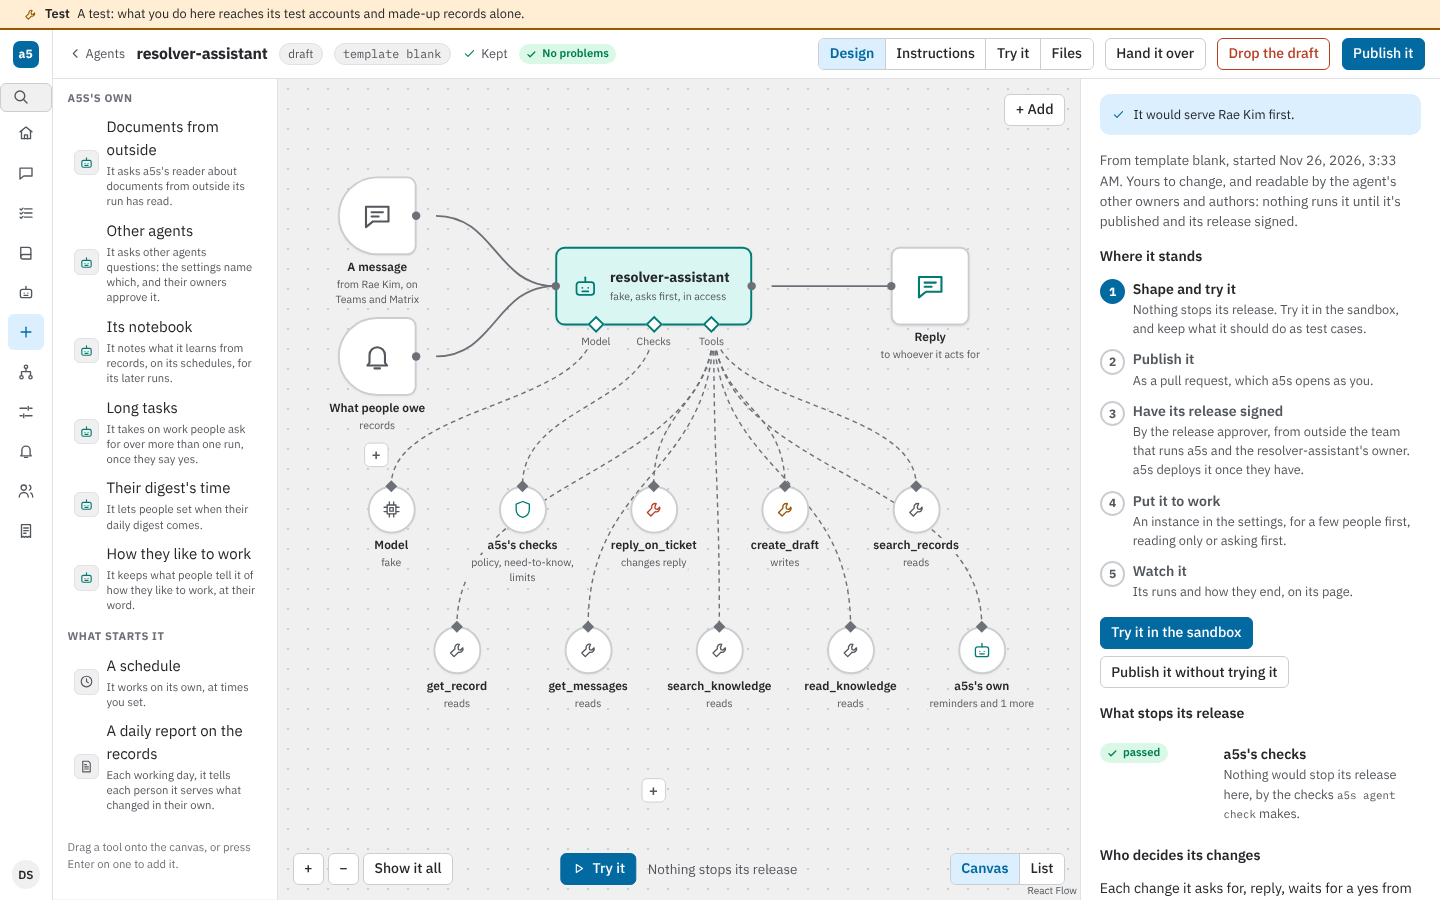 Test A test: what you do here reaches its test accounts and made-up records alone.
a5
Agents
resolver-assistant
draft
template blank
Kept
No problems
Design
Instructions
Try it
Files
Hand it over
Drop the draft
Publish it
A5S'S OWN
Documents from
outside
It asks a5s's reader about
documents from outside its
run has read.
Other agents
It asks other agents
questions: the settings name
which, and their owners
approve it.
Its notebook
It notes what it learns from
records, on its schedules, for
its later runs.
Long tasks
It takes on work people ask
for over more than one run,
once they say yes.
Their digest's time
It lets people set when their
daily digest comes.
How they like to work
It keeps what people tell it of
how they like to work, at their
word.
WHAT STARTS IT
A schedule
It works on its own, at times
you set.
A daily report on the
records
Each working day, it tells
each person it serves what
changed in their own.
Drag a tool onto the canvas, or press
Enter on one to add it.
DS
+ Add
A message
from Rae Kim, on
Teams and Matrix
What people owe
records
+
resolver-assistant
fake, asks first, in access
Model
Checks
Tools
Reply
to whoever it acts for
Model
fake
a5s's checks
policy, need-to-know,
limits
reply_on_ticket
changes reply
create_draft
writes
search_records
reads
get_record
reads
get_messages
reads
search_knowledge
reads
read_knowledge
reads
a5s's own
reminders and 1 more
+
+
−
Show it all
Try it
Nothing stops its release
Canvas
List
React Flow
It would serve Rae Kim first.
From template blank, started Nov 26, 2026, 3:33
AM. Yours to change, and readable by the agent's
other owners and authors: nothing runs it until it's
published and its release signed.
Where it stands
1
Shape and try it
Nothing stops its release. Try it in the sandbox,
and keep what it should do as test cases.
2
Publish it
As a pull request, which a5s opens as you.
3
Have its release signed
By the release approver, from outside the team
that runs a5s and the resolver-assistant's owner.
a5s deploys it once they have.
4
Put it to work
An instance in the settings, for a few people first,
reading only or asking first.
5
Watch it
Its runs and how they end, on its page.
Try it in the sandbox
Publish it without trying it
What stops its release
passed
a5s's checks
Nothing would stop its release
here, by the checks a5s agent
check makes.
Who decides its changes
Each change it asks for, reply, waits for a yes from